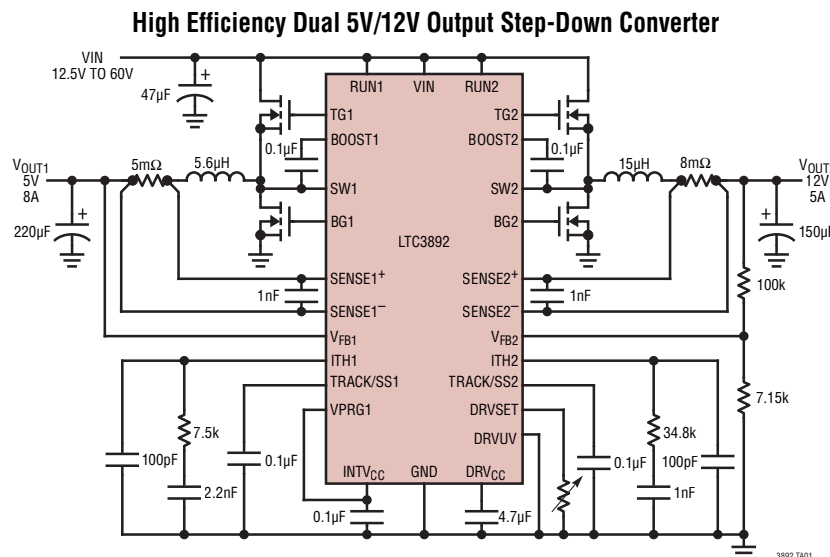 High Efficiency Dual 5V/12V Output Step-Down Converter
VIN
12.5V TO 60V
47µF
+
RUN1
VIN
RUN2
TG1
TG2
0.1µF
BOOST1
BOOST2
0.1µF
VOUT1
5V
8A
5mΩ
5.6µH
SW1
SW2
15µH
8mΩ
VOUT
12V
5A
220µF
+
BG1
BG2
+
150µF
LTC3892
SENSE1+
SENSE2+
1nF
1nF
100k
SENSE1–
SENSE2–
VFB1
VFB2
ITH1
ITH2
TRACK/SS1
TRACK/SS2
7.5k
VPRG1
DRVSET
34.8k
7.15k
DRVUV
100pF
0.1µF
0.1µF
100pF
2.2nF
INTVCC
GND
DRVCC
1nF
0.1µF
4.7µF
3892 TA01